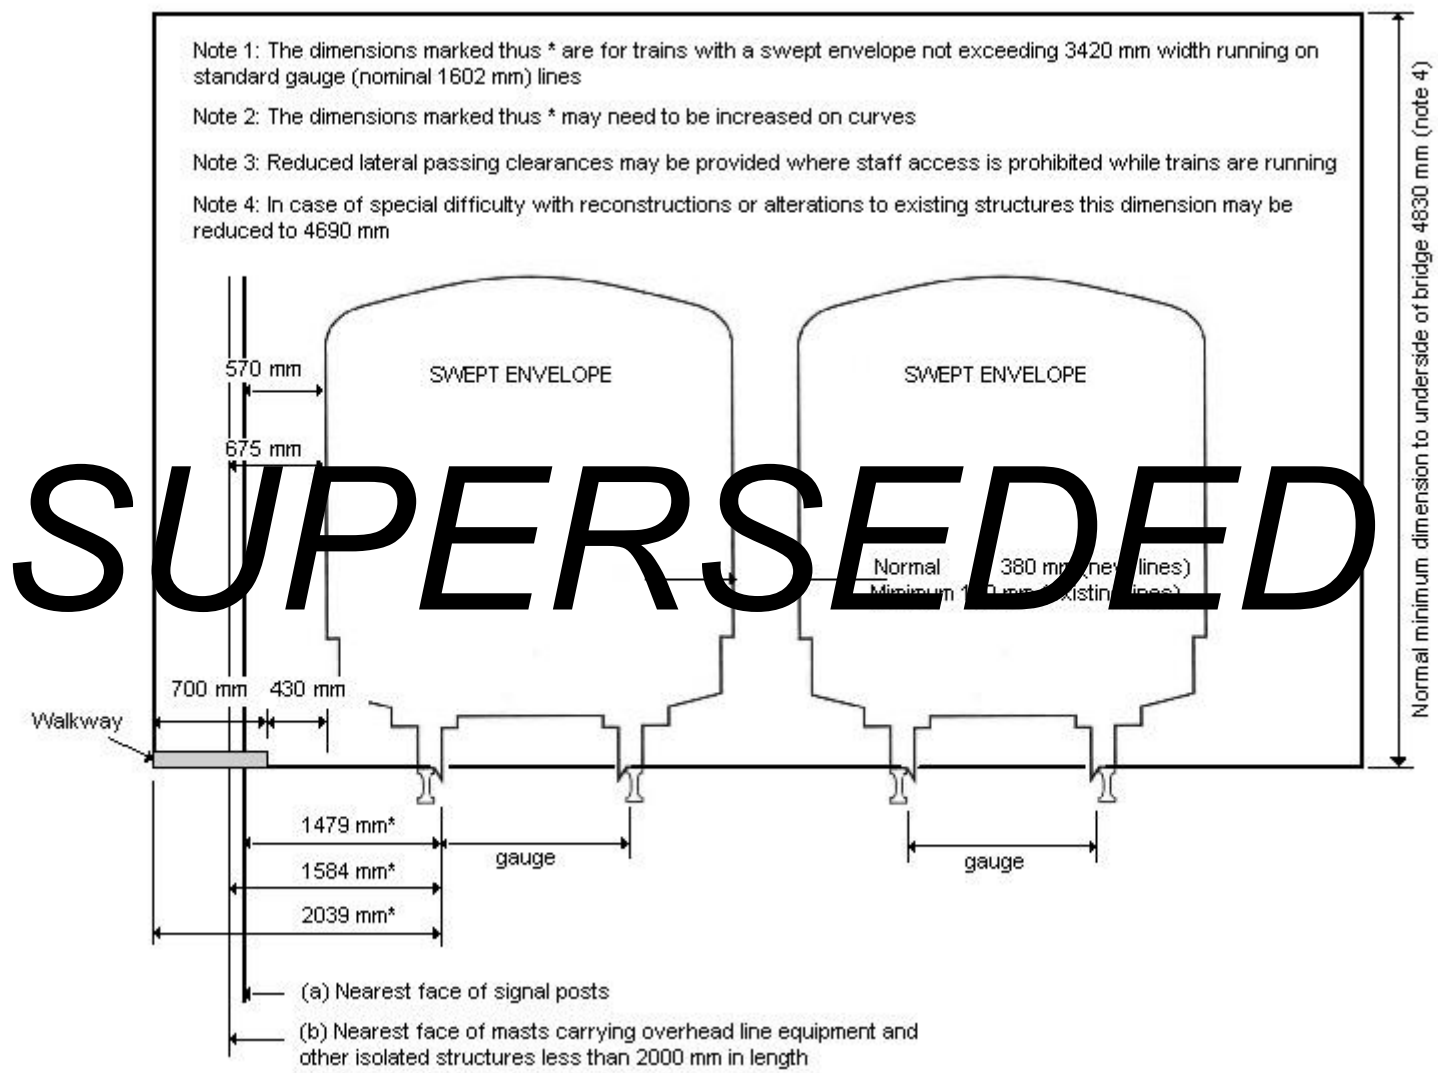 Note 1: The dimensions marked thus * are for trains with a swept envelope not exceeding 3420 mm width running on
standard gauge (nominal 1602 mm) lines
Note 2: The dimensions marked thus * may need to be increased on curves
Note 3: Reduced lateral passing clearances may be provided where staff access is prohibited while trains are running
Note 4: In case of special difficulty with reconstructions or alterations to existing structures this dimension may be
reduced to 4690 mm
Normal minimum dimension to underside of bridge 4830 mm (note 4)
570 mm
SWEPT ENVELOPE
SWEPT ENVELOPE
675 mm
SUPERSEDED
Normal 380 mm (new lines)
Minimum mm (existing lines)
700 mm
430 mm
Walkway
1479 mm*
gauge
gauge
1584 mm*
2039 mm*
(a) Nearest face of signal posts
(b) Nearest face of masts carrying overhead line equipment and
other isolated structures less than 2000 mm in length